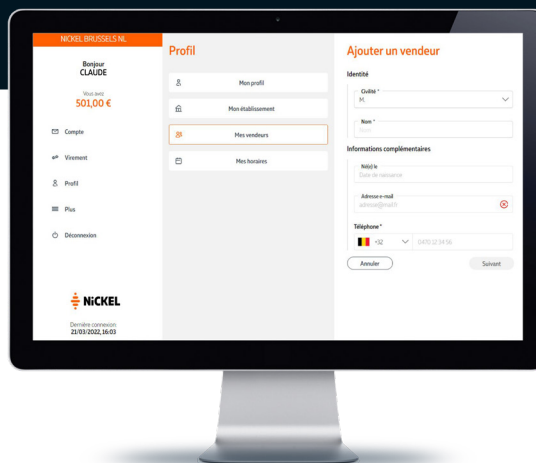 NICKEL BRUSSELS NL
Bonjour
CLAUDE
Vous avez
501,00 €
Compte
Virement
Profil
Plus
Déconnexion
NiCKEL
Dernière connexion:
21/03/2022, 16:03
Profil
Mon profil
Mon établissement
Mes vendeurs
Mes horaires
Ajouter un vendeur
Identité
Civilité *
M.
Nom *
Nom
Informations complémentaires
Né(e) le
Date de naissance
Adresse e-mail
adresse@mail.fr
Téléphone *
+32
0470 12 34 56
Annuler
Suivant